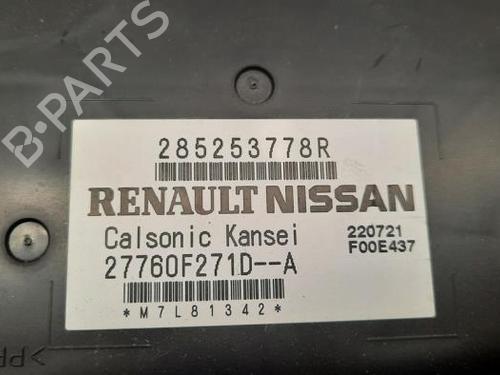 B-PARTS
285253778R
RENAULT NISSAN
Calsonic Kansei
220721
27760F271D--A
F00E437
*M7L81342*